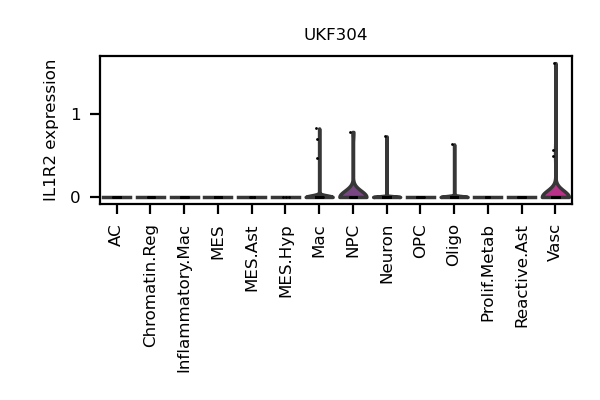 UKF304
IL1R2 expression
1
0
AC
Chromatin.Reg
Inflammatory.Mac
MES
MES.Ast
MES.Hyp
Mac
NPC
Neuron
OPC
Oligo
Prolif.Metab
Reactive.Ast
Vasc